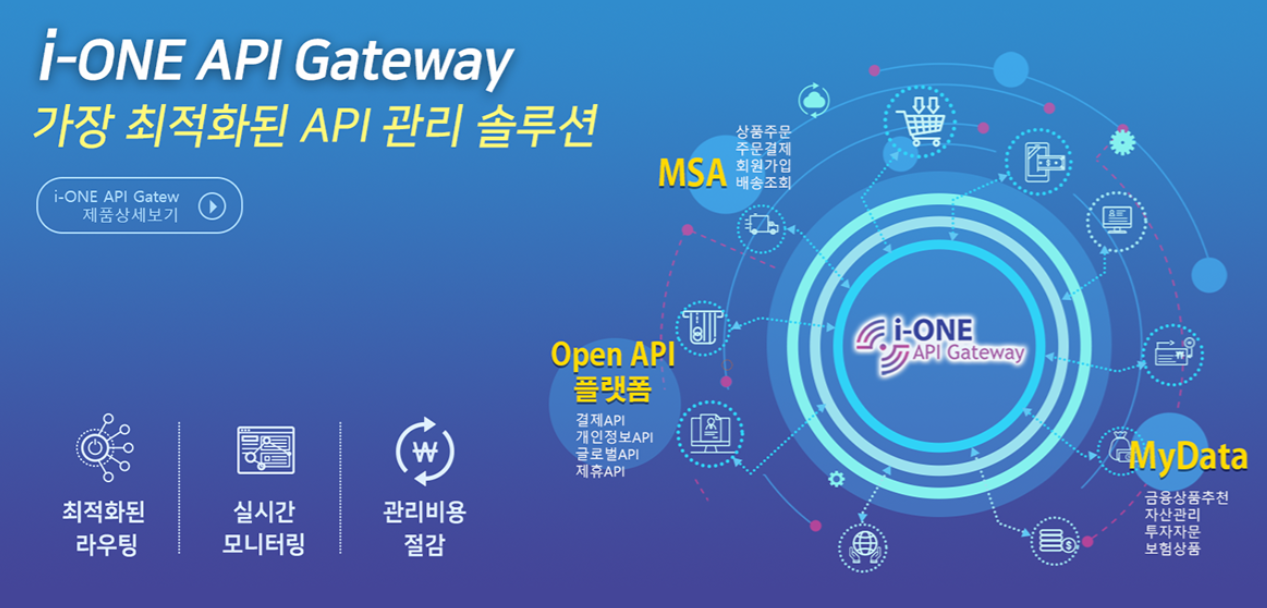 i-ONE API Gateway
가장 최적화된 API 관리 솔루션
i-ONE API Gatew
제품상세보기
MSA
상품주문
주문결제
회원가입
배송조회
i-ONE
API Gateway
Open API
플랫폼
결제API
개인정보API
글로벌API
제휴API
MyData
금융상품추천
자산관리
투자자문
보험상품
최적화된
라우팅
실시간
모니터링
관리비용
절감